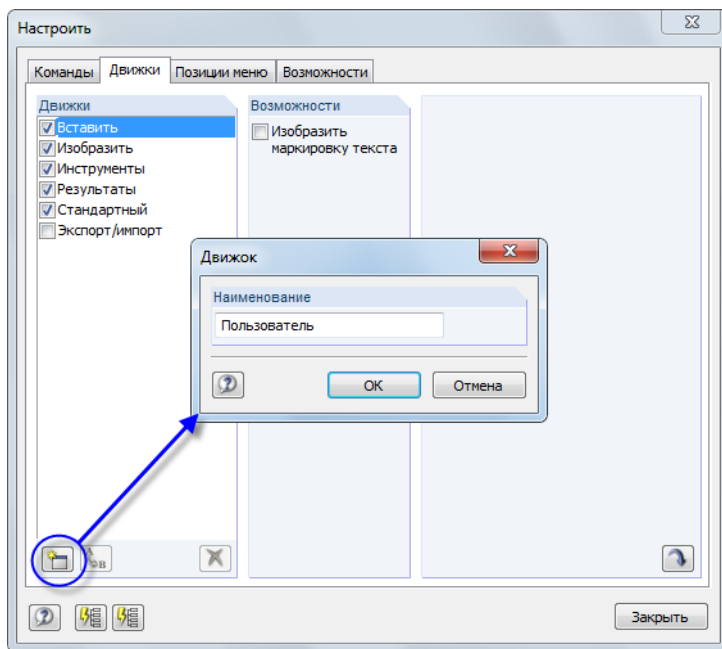 Настроить
Команды Движки Позиции меню Возможности
Движки
Вставить
Изобразить
Инструменты
Результаты
Стандартный
Экспорт/импорт
Возможности
Изобразить
маркировку текста
Движок
Наименование
Пользователь
OK Отмена
A
B
Закрыть